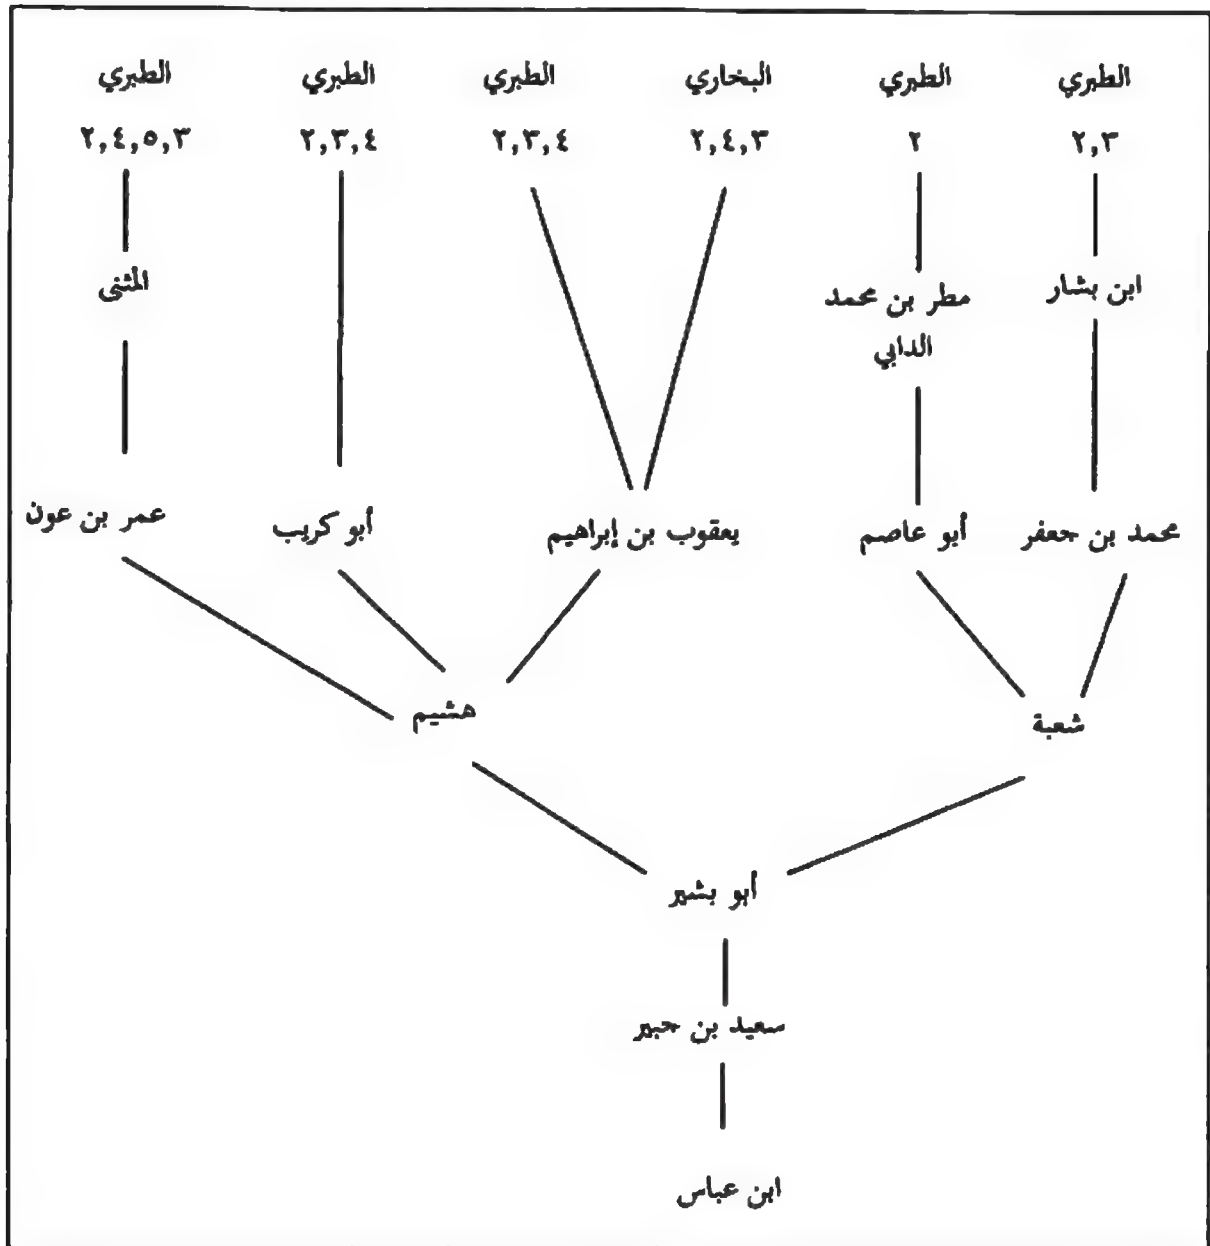 الطبري
الطبري
البخاري
الطبري
الطبري
الطبري
٢,٣
٢
٢,٤,٣
٢,٣,٤
٢,٣,٤
٢,٤,٥,٣
ابن بشار
مطر بن محمد
الدابي
المثنى
محمد بن جعفر
أبو عاصم
يعقوب بن إبراهيم
أبو كريب
عمر بن عون
شعبة
هشيم
أبو بشير
سعيد بن جبير
ابن عباس